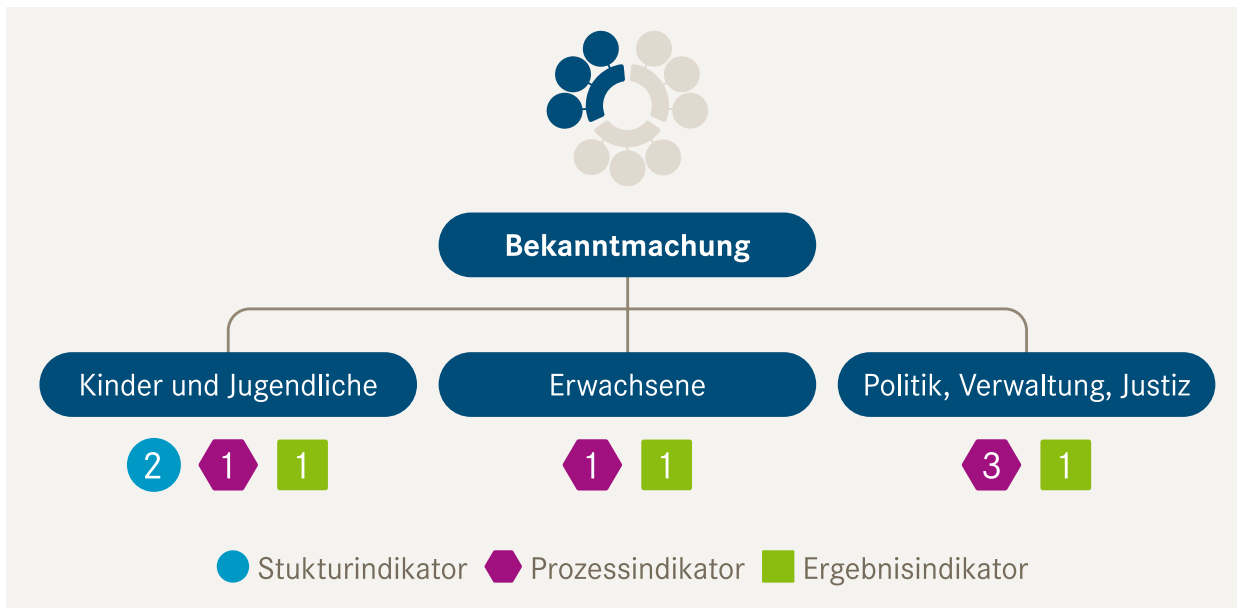 Bekanntmachung
Kinder und Jugendliche
Erwachsene
Politik, Verwaltung, Justiz
2 1 1
1 1
3 1
Stukturindikator
Prozessindikator
Ergebnisindikator